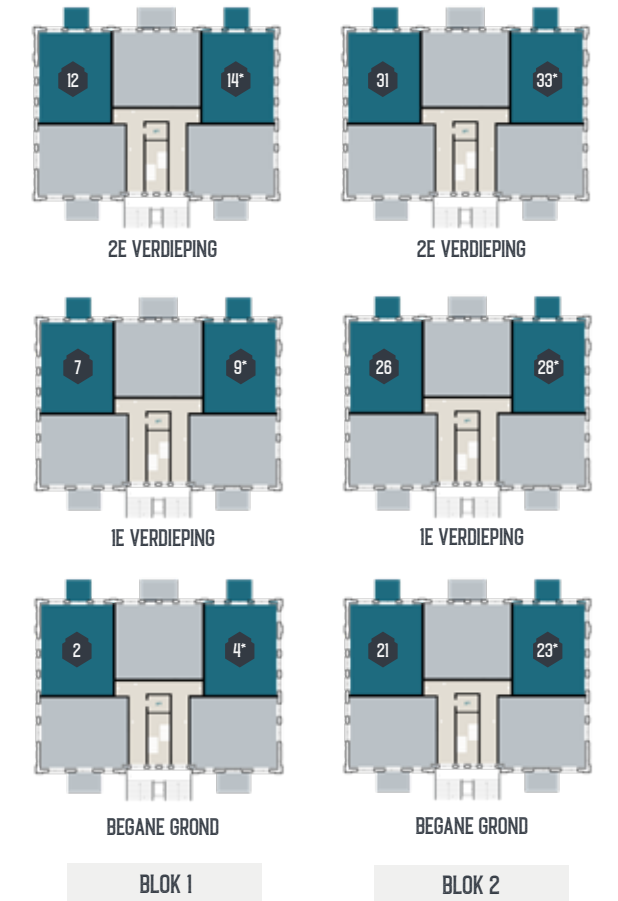 12 14* 31 33*
2E VERDIEPING 2E VERDIEPING
7 9* 26 28*
1E VERDIEPING 1E VERDIEPING
2 4* 21 23*
BEGANE GROND BEGANE GROND
BLOK 1 BLOK 2